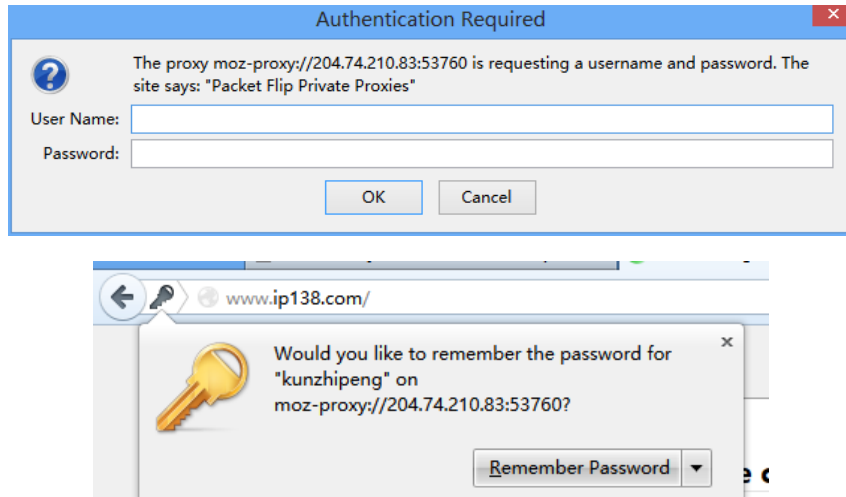 Authentication Required
The proxy moz-proxy://204.74.210.83:53760 is requesting a username and password. The
site says: "Packet Flip Private Proxies"
User Name:
Password:
OK Cancel
www.ip138.com/
Would you like to remember the password for
"kunzhipeng" on
moz-proxy://204.74.210.83:53760?
Remember Password